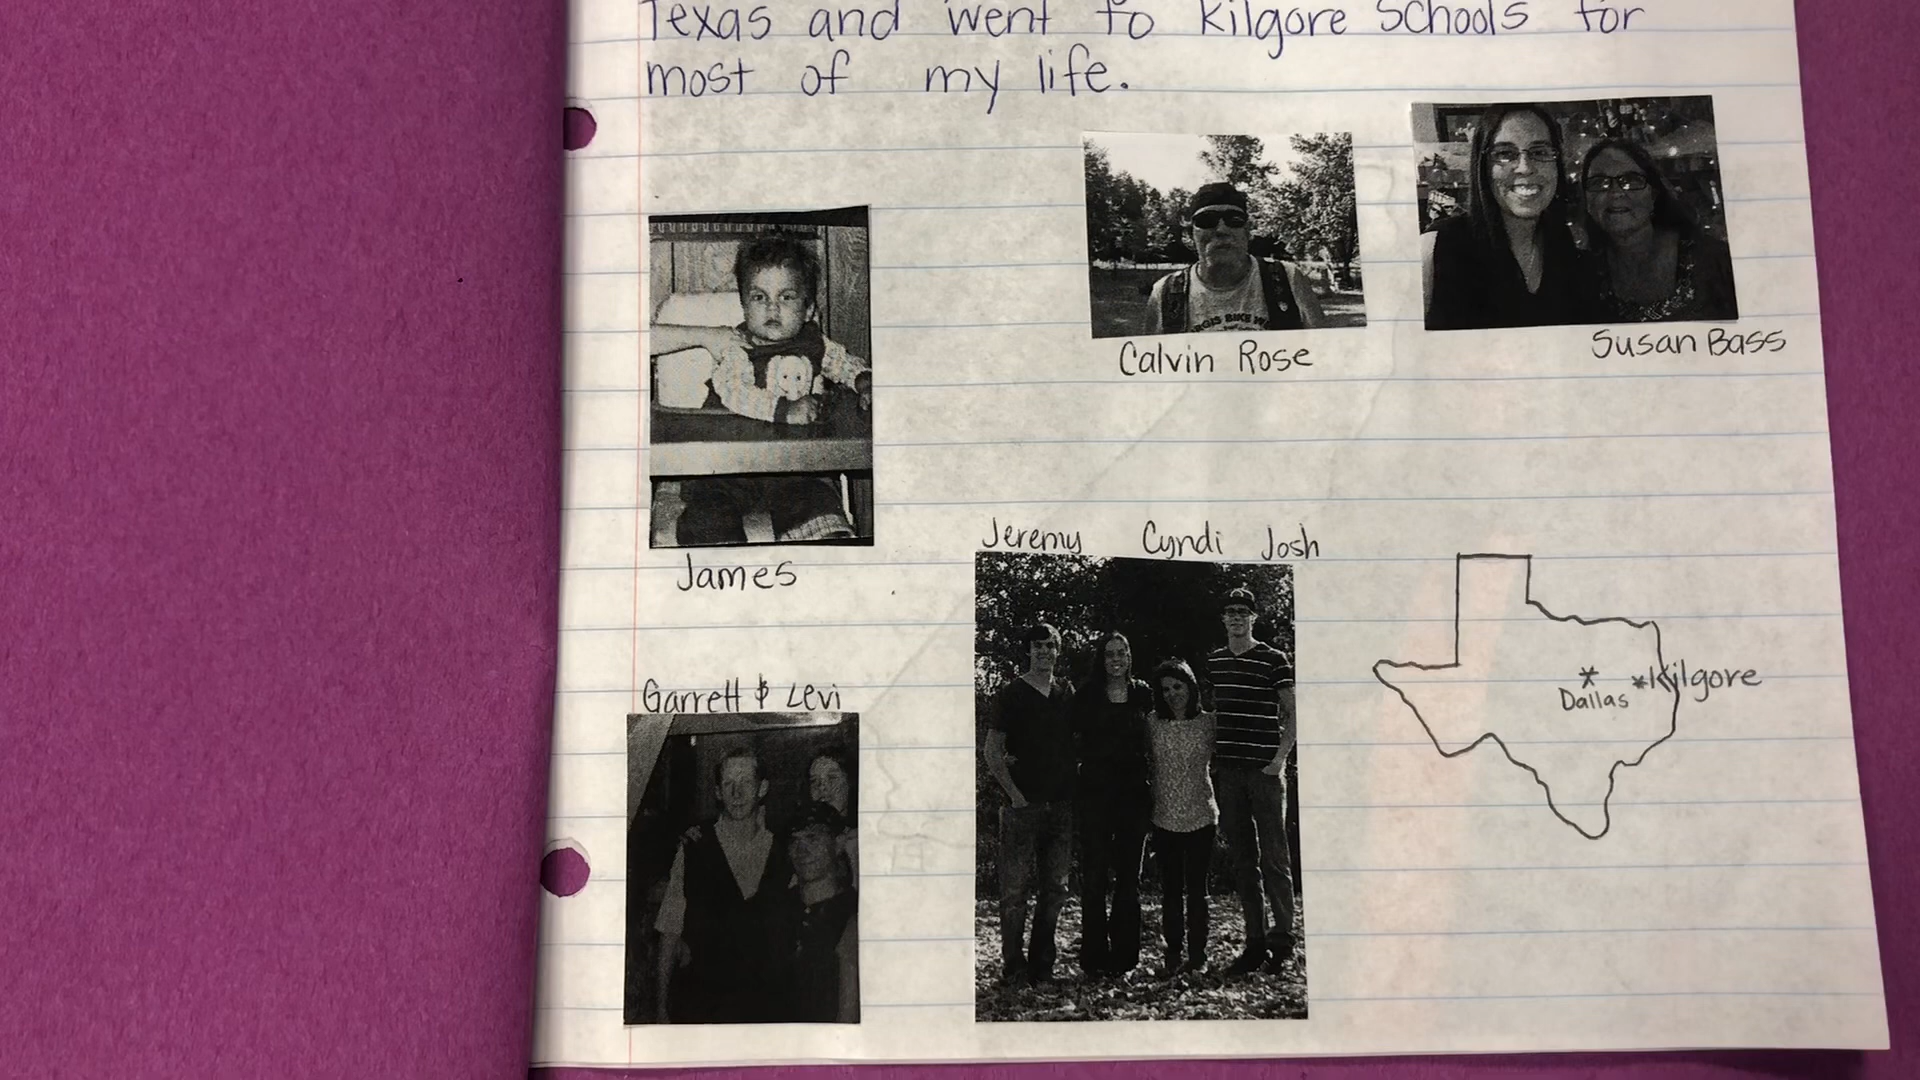 Texas and went to Kilgore Schools for
most of my life.
Calvin Rose
Susan Bass
James
Jeremy Cyndi Josh
Garrett & Levi
Dallas
*Kilgore